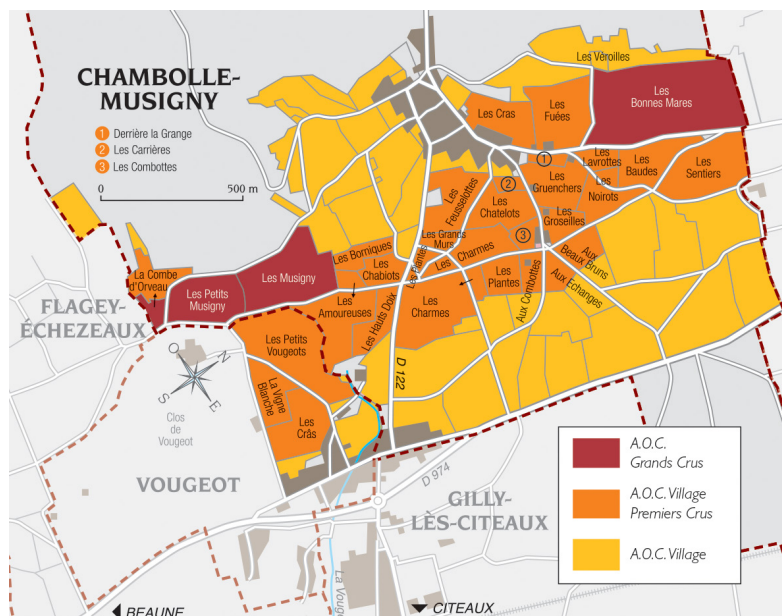 CHAMBOLLE-
MUSIGNY
1 Derrière la Grange
2 Les Carrières
3 Les Combottes
0 500 m
Les Véroilles
Les
Bonnes Mares
Les Cras
Les
Fuées
1
Les
Lavrottes
Les
Baudes
Les
Sentiers
Les
Gruenchers
Les
Noirots
2
Les
Feusselottes
Les
Chatelots
Les
Groseilles
3
Les Grands
Murs
Les Borniques
Les
Chabiots
Les Plantes
Les Charmes
Aux
Beaux Bruns
Les
Plantes
Aux Combottes
Aux Echanges
La Combe
d'Orveau
Les Petits
Musigny
Les Musigny
Les
Amoureuses
Les Hauts Doix
Les
Charmes
FLAGEY-
ÉCHEZEAUX
Les Petits
Vougeots
O
N
S
E
D 122
La Vigne
Blanche
Les
Crâs
Clos
de
Vougeot
VOUGEOT
D 974
GILLY-
LÈS-CITEAUX
La Vouge
BEAUNE
CITEAUX
A.O.C.
Grands Crus
A.O.C. Village
Premiers Crus
A.O.C. Village